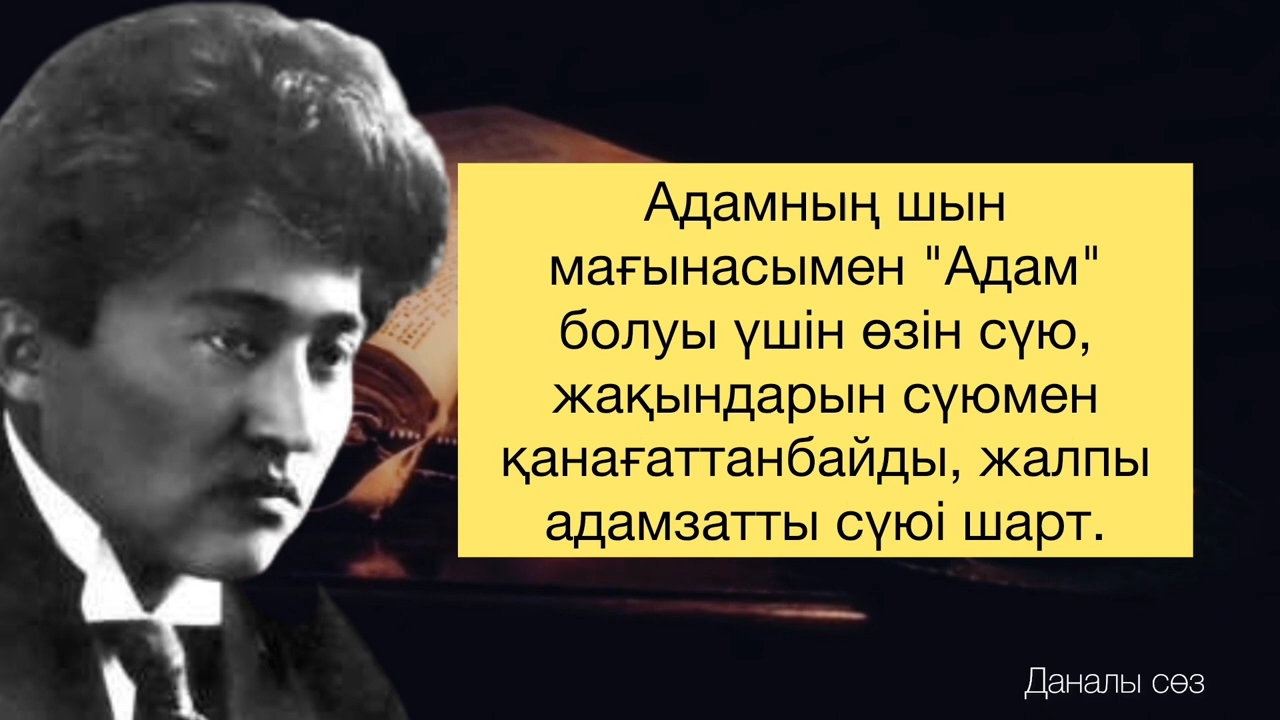 Адамның шын
мағынасымен "Адам"
болуы үшін өзін сүю,
жақындарын сүюмен
қанағаттанбайды, жалпы
адамзатты сүюі шарт.
Даналы сөз